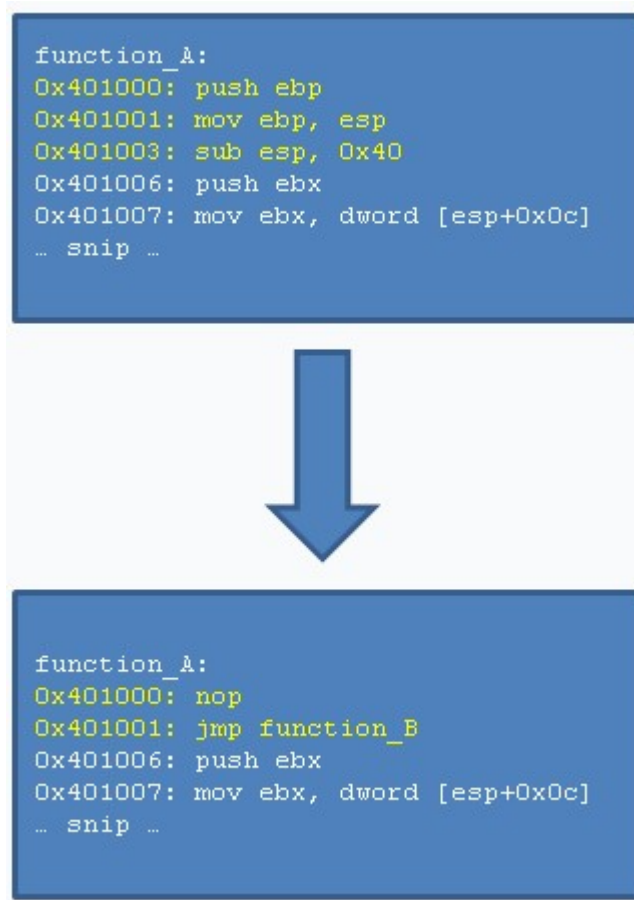 function_A:
0x401000: push ebp
0x401001: mov ebp, esp
0x401003: sub esp, 0x40
0x401006: push ebx
0x401007: mov ebx, dword [esp+0x0c]
… snip …
function_A:
0x401000: nop
0x401001: jmp function_B
0x401006: push ebx
0x401007: mov ebx, dword [esp+0x0c]
… snip …